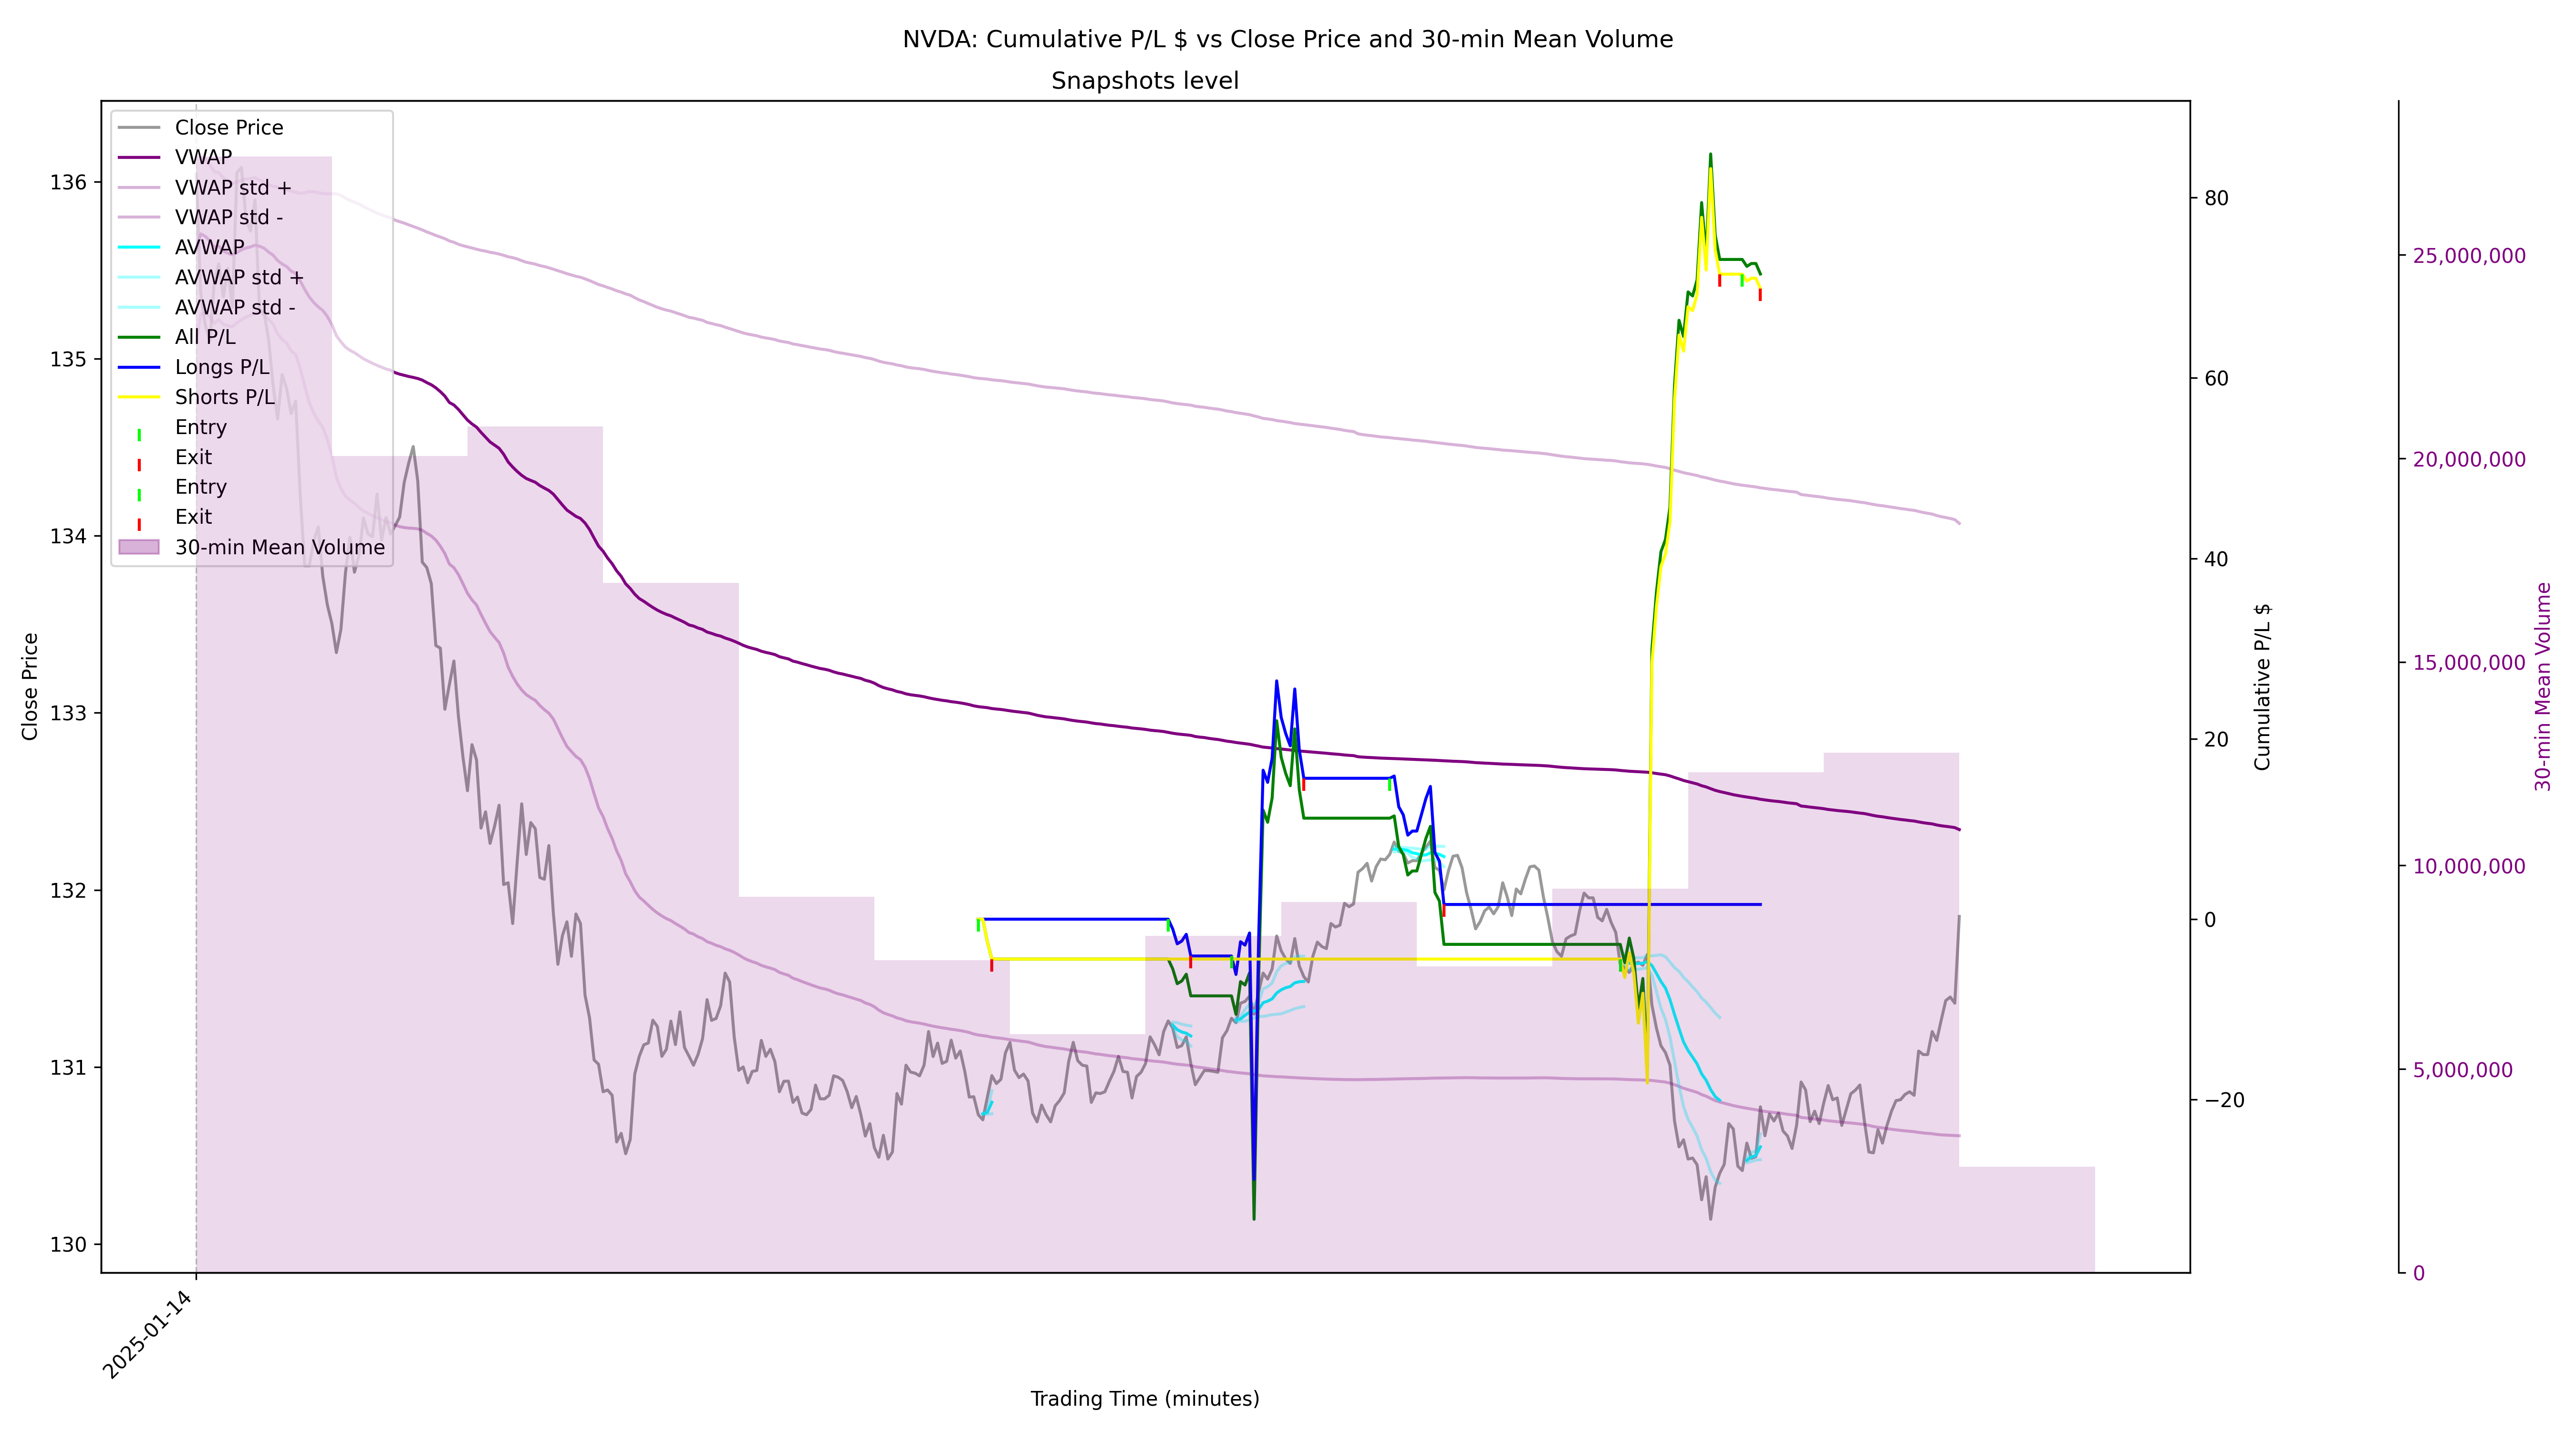 NVDA: Cumulative P/L $ vs Close Price and 30-min Mean Volume
Snapshots level
Close Price
VWAP
VWAP std +
VWAP std -
AVWAP
AVWAP std +
AVWAP std -
All P/L
Longs P/L
Shorts P/L
Entry
Exit
Entry
Exit
30-min Mean Volume
136
135
134
133
132
131
130
Close Price
80
60
40
20
0
−20
Cumulative P/L $
25,000,000
20,000,000
15,000,000
10,000,000
5,000,000
0
30-min Mean Volume
2025-01-14
Trading Time (minutes)